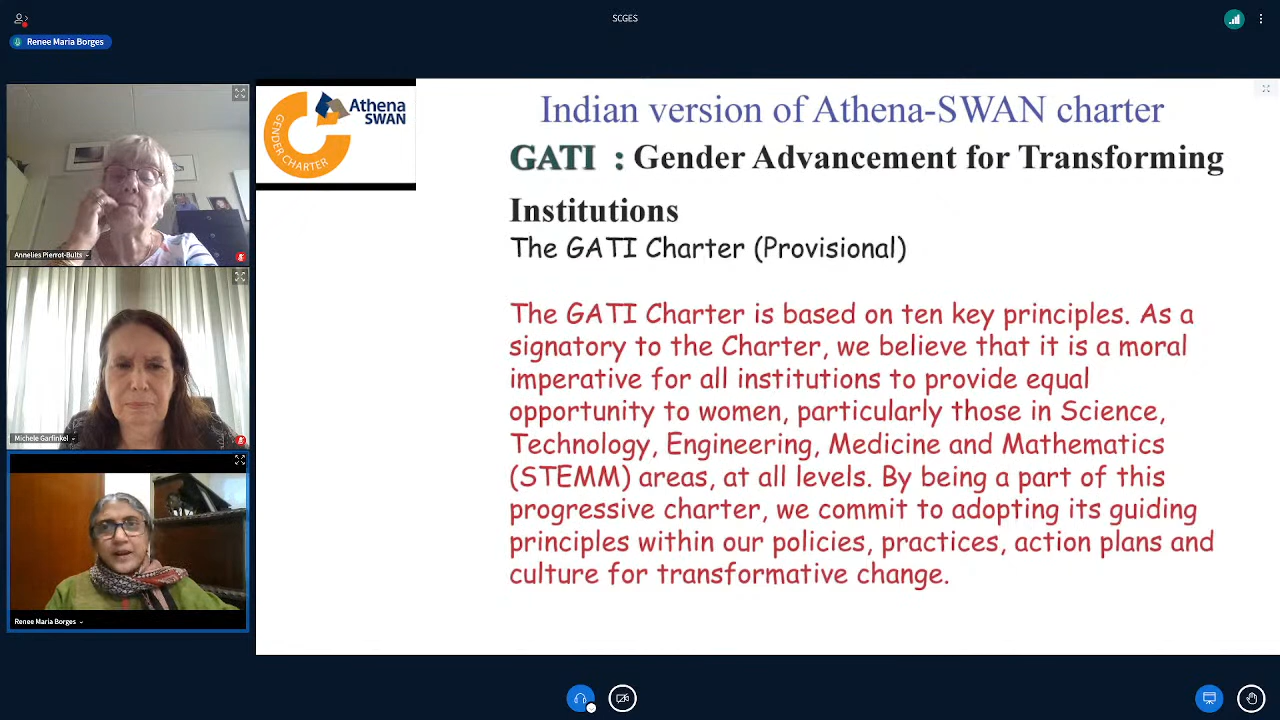 SCGES
Renee Maria Borges
Annelies Pierrot-Bults
Michele Garfinkel
Renee Maria Borges
Athena
SWAN
GENDER CHARTER
Indian version of Athena-SWAN charter
GATI : Gender Advancement for Transforming
Institutions
The GATI Charter (Provisional)
The GATI Charter is based on ten key principles. As a
signatory to the Charter, we believe that it is a moral
imperative for all institutions to provide equal
opportunity to women, particularly those in Science,
Technology, Engineering, Medicine and Mathematics
(STEMM) areas, at all levels. By being a part of this
progressive charter, we commit to adopting its guiding
principles within our policies, practices, action plans and
culture for transformative change.